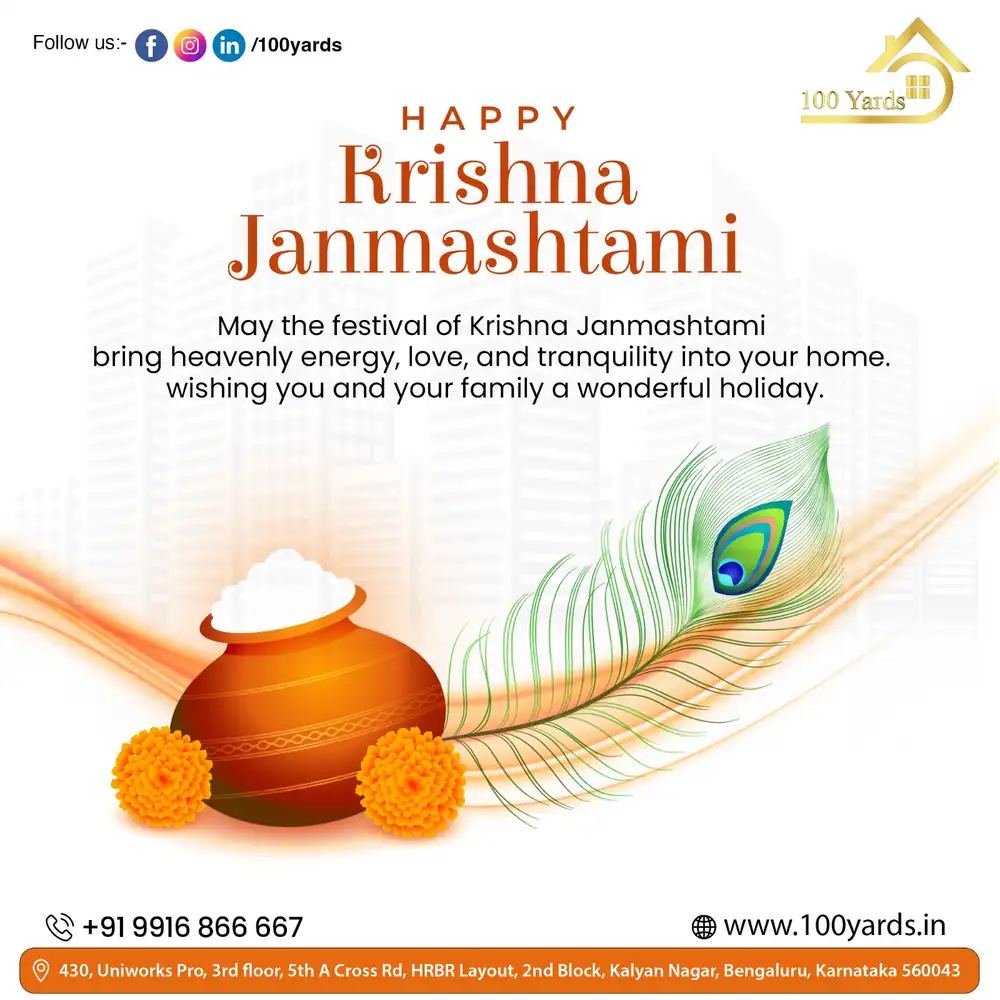 Follow us:- /100yards
100 Yards
HAPPY
Krishna
Janmashtami
May the festival of Krishna Janmashtami
bring heavenly energy, love, and tranquility into your home.
wishing you and your family a wonderful holiday.
+91 9916 866 667
www.100yards.in
430, Uniworks Pro, 3rd floor, 5th A Cross Rd, HRBR Layout, 2nd Block, Kalyan Nagar, Bengaluru, Karnataka 560043